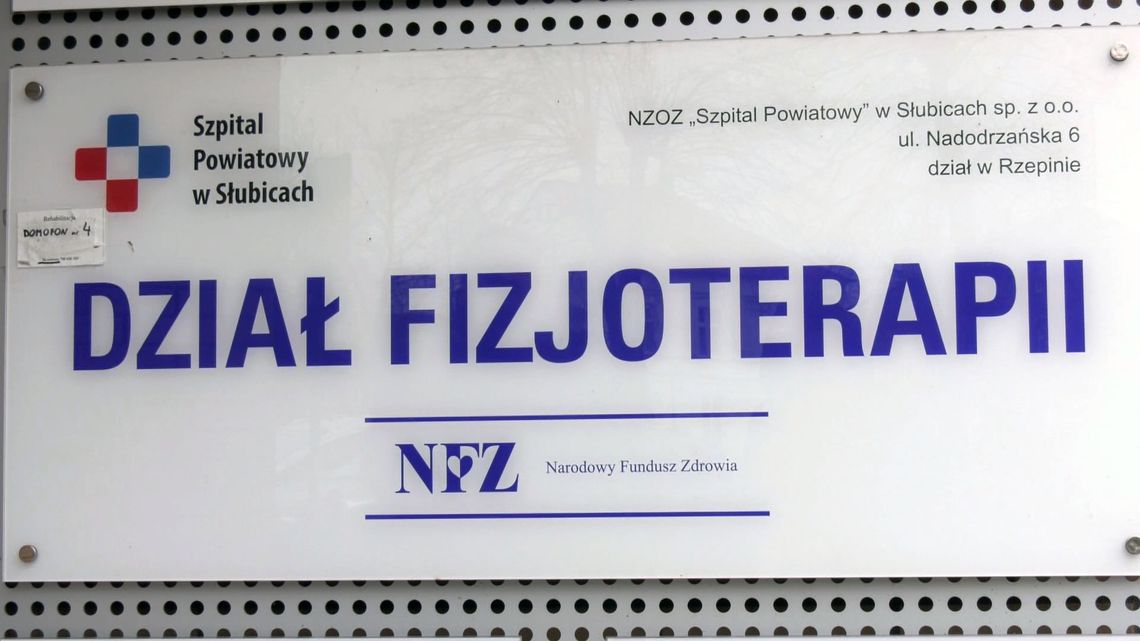 Szpital
Powiatowy
w Słubicach
NZOZ „Szpital Powiatowy” w Słubicach sp. z o.o.
ul. Nadodrzańska 6
dział w Rzepinie
Rehabilitacja
DOMOFON nr 4
DZIAŁ FIZJOTERAPII
NFZ
Narodowy Fundusz Zdrowia